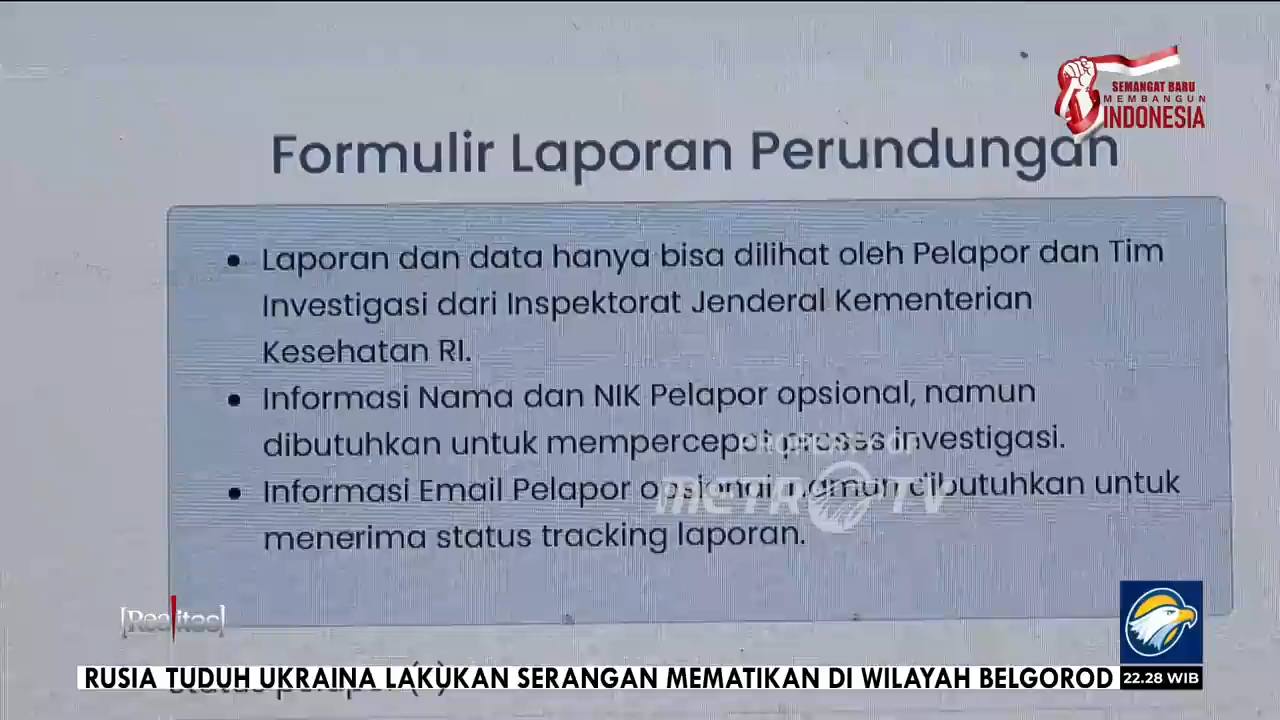 SEMANGAT BARU
MEMBANGUN
INDONESIA
Formulir Laporan Perundungan
• Laporan dan data hanya bisa dilihat oleh Pelapor dan Tim
Investigasi dari Inspektorat Jenderal Kementerian
Kesehatan RI.
• Informasi Nama dan NIK Pelapor opsional, namun
dibutuhkan untuk mempercepat proses investigasi.
• Informasi Email Pelapor opsional, namun dibutuhkan untuk
menerima status tracking laporan.
PROPERTY OF
METRO TV
[Realitas]
RUSIA TUDUH UKRAINA LAKUKAN SERANGAN MEMATIKAN DI WILAYAH BELGOROD
22.28 WIB